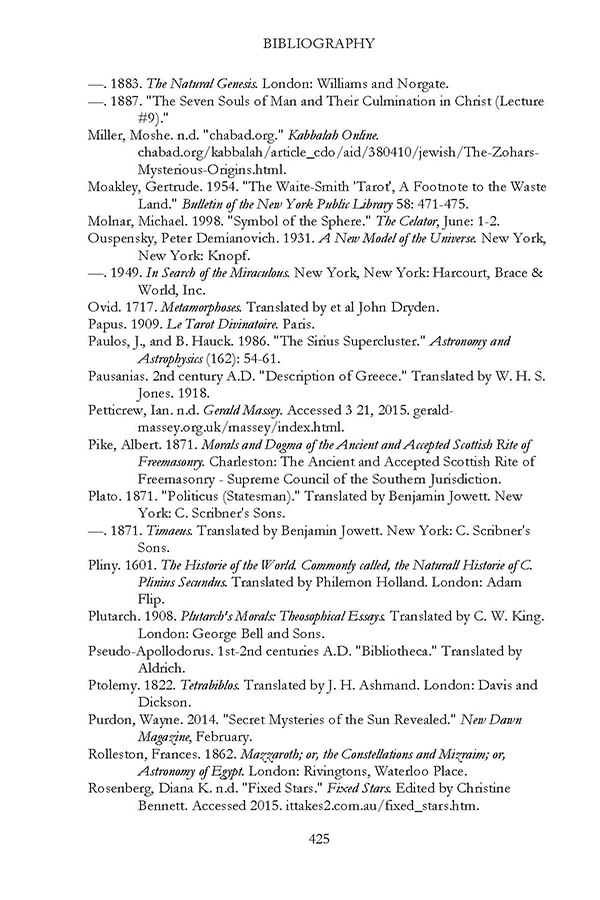 BIBLIOGRAPHY
—. 1883. The Natural Genesis. London: Williams and Norgate.
—. 1887. "The Seven Souls of Man and Their Culmination in Christ (Lecture
#9)."
Miller, Moshe. n.d. "chabad.org." Kabbalah Online.
chabad.org/kabbalah/article_cdo/aid/380410/jewish/The-Zohars-
Mysterious-Origins.html.
Moakley, Gertrude. 1954. "The Waite-Smith 'Tarot', A Footnote to the Waste
Land." Bulletin of the New York Public Library 58: 471-475.
Molnar, Michael. 1998. "Symbol of the Sphere." The Celator, June: 1-2.
Ouspensky, Peter Demianovich. 1931. A New Model of the Universe. New York,
New York: Knopf.
—. 1949. In Search of the Miraculous. New York, New York: Harcourt, Brace &
World, Inc.
Ovid. 1717. Metamorphoses. Translated by et al John Dryden.
Papus. 1909. Le Tarot Divinatoire. Paris.
Paulos, J., and B. Hauck. 1986. "The Sirius Supercluster." Astronomy and
Astrophysics (162): 54-61.
Pausanias. 2nd century A.D. "Description of Greece." Translated by W. H. S.
Jones. 1918.
Petticrew, Ian. n.d. Gerald Massey. Accessed 3 21, 2015. gerald-
massey.org.uk/massey/index.html.
Pike, Albert. 1871. Morals and Dogma of the Ancient and Accepted Scottish Rite of
Freemasonry. Charleston: The Ancient and Accepted Scottish Rite of
Freemasonry - Supreme Council of the Southern Jurisdiction.
Plato. 1871. "Politicus (Statesman)." Translated by Benjamin Jowett. New
York: C. Scribner's Sons.
—. 1871. Timaeus. Translated by Benjamin Jowett. New York: C. Scribner's
Sons.
Pliny. 1601. The Historie of the World. Commonly called, the Naturall Historie of C.
Plinius Secundus. Translated by Philemon Holland. London: Adam
Flip.
Plutarch. 1908. Plutarch's Morals: Theosophical Essays. Translated by C. W. King.
London: George Bell and Sons.
Pseudo-Apollodorus. 1st-2nd centuries A.D. "Bibliotheca." Translated by
Aldrich.
Ptolemy. 1822. Tetrabiblos. Translated by J. H. Ashmand. London: Davis and
Dickson.
Purdon, Wayne. 2014. "Secret Mysteries of the Sun Revealed." New Dawn
Magazine, February.
Rolleston, Frances. 1862. Mazzaroth; or, the Constellations and Mizraim; or,
Astronomy of Egypt. London: Rivingtons, Waterloo Place.
Rosenberg, Diana K. n.d. "Fixed Stars." Fixed Stars. Edited by Christine
Bennett. Accessed 2015. ittakes2.com.au/fixed_stars.htm.
425